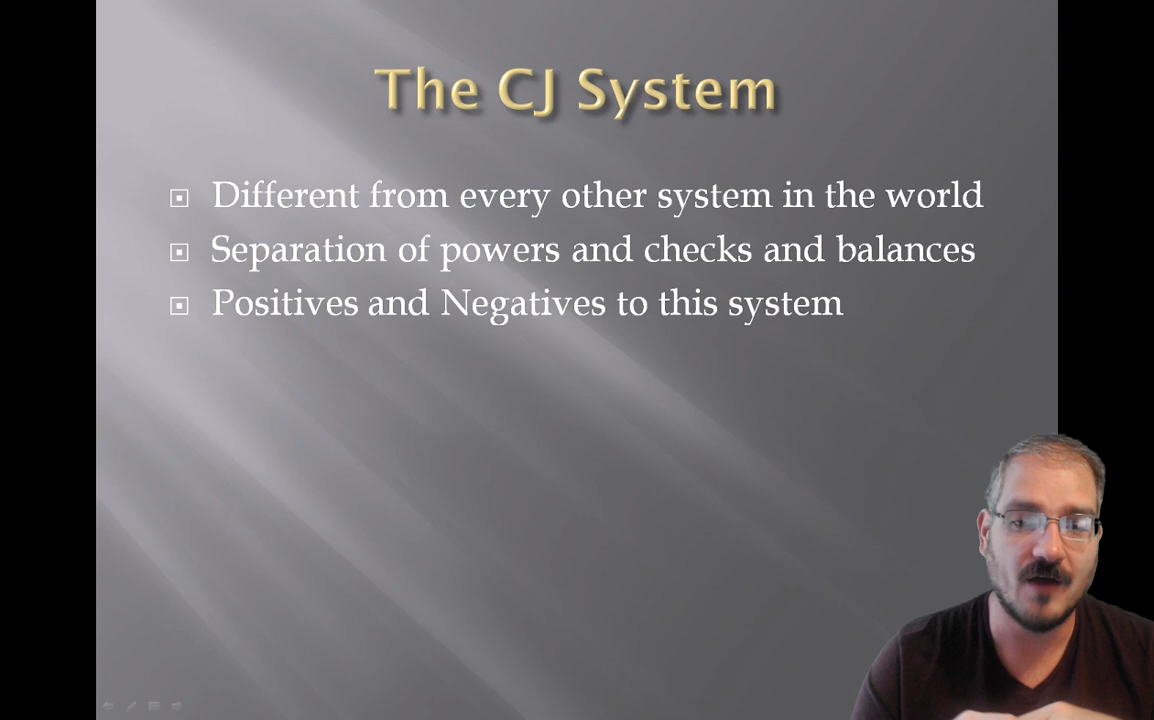 The CJ System
Different from every other system in the world
Separation of powers and checks and balances
Positives and Negatives to this system